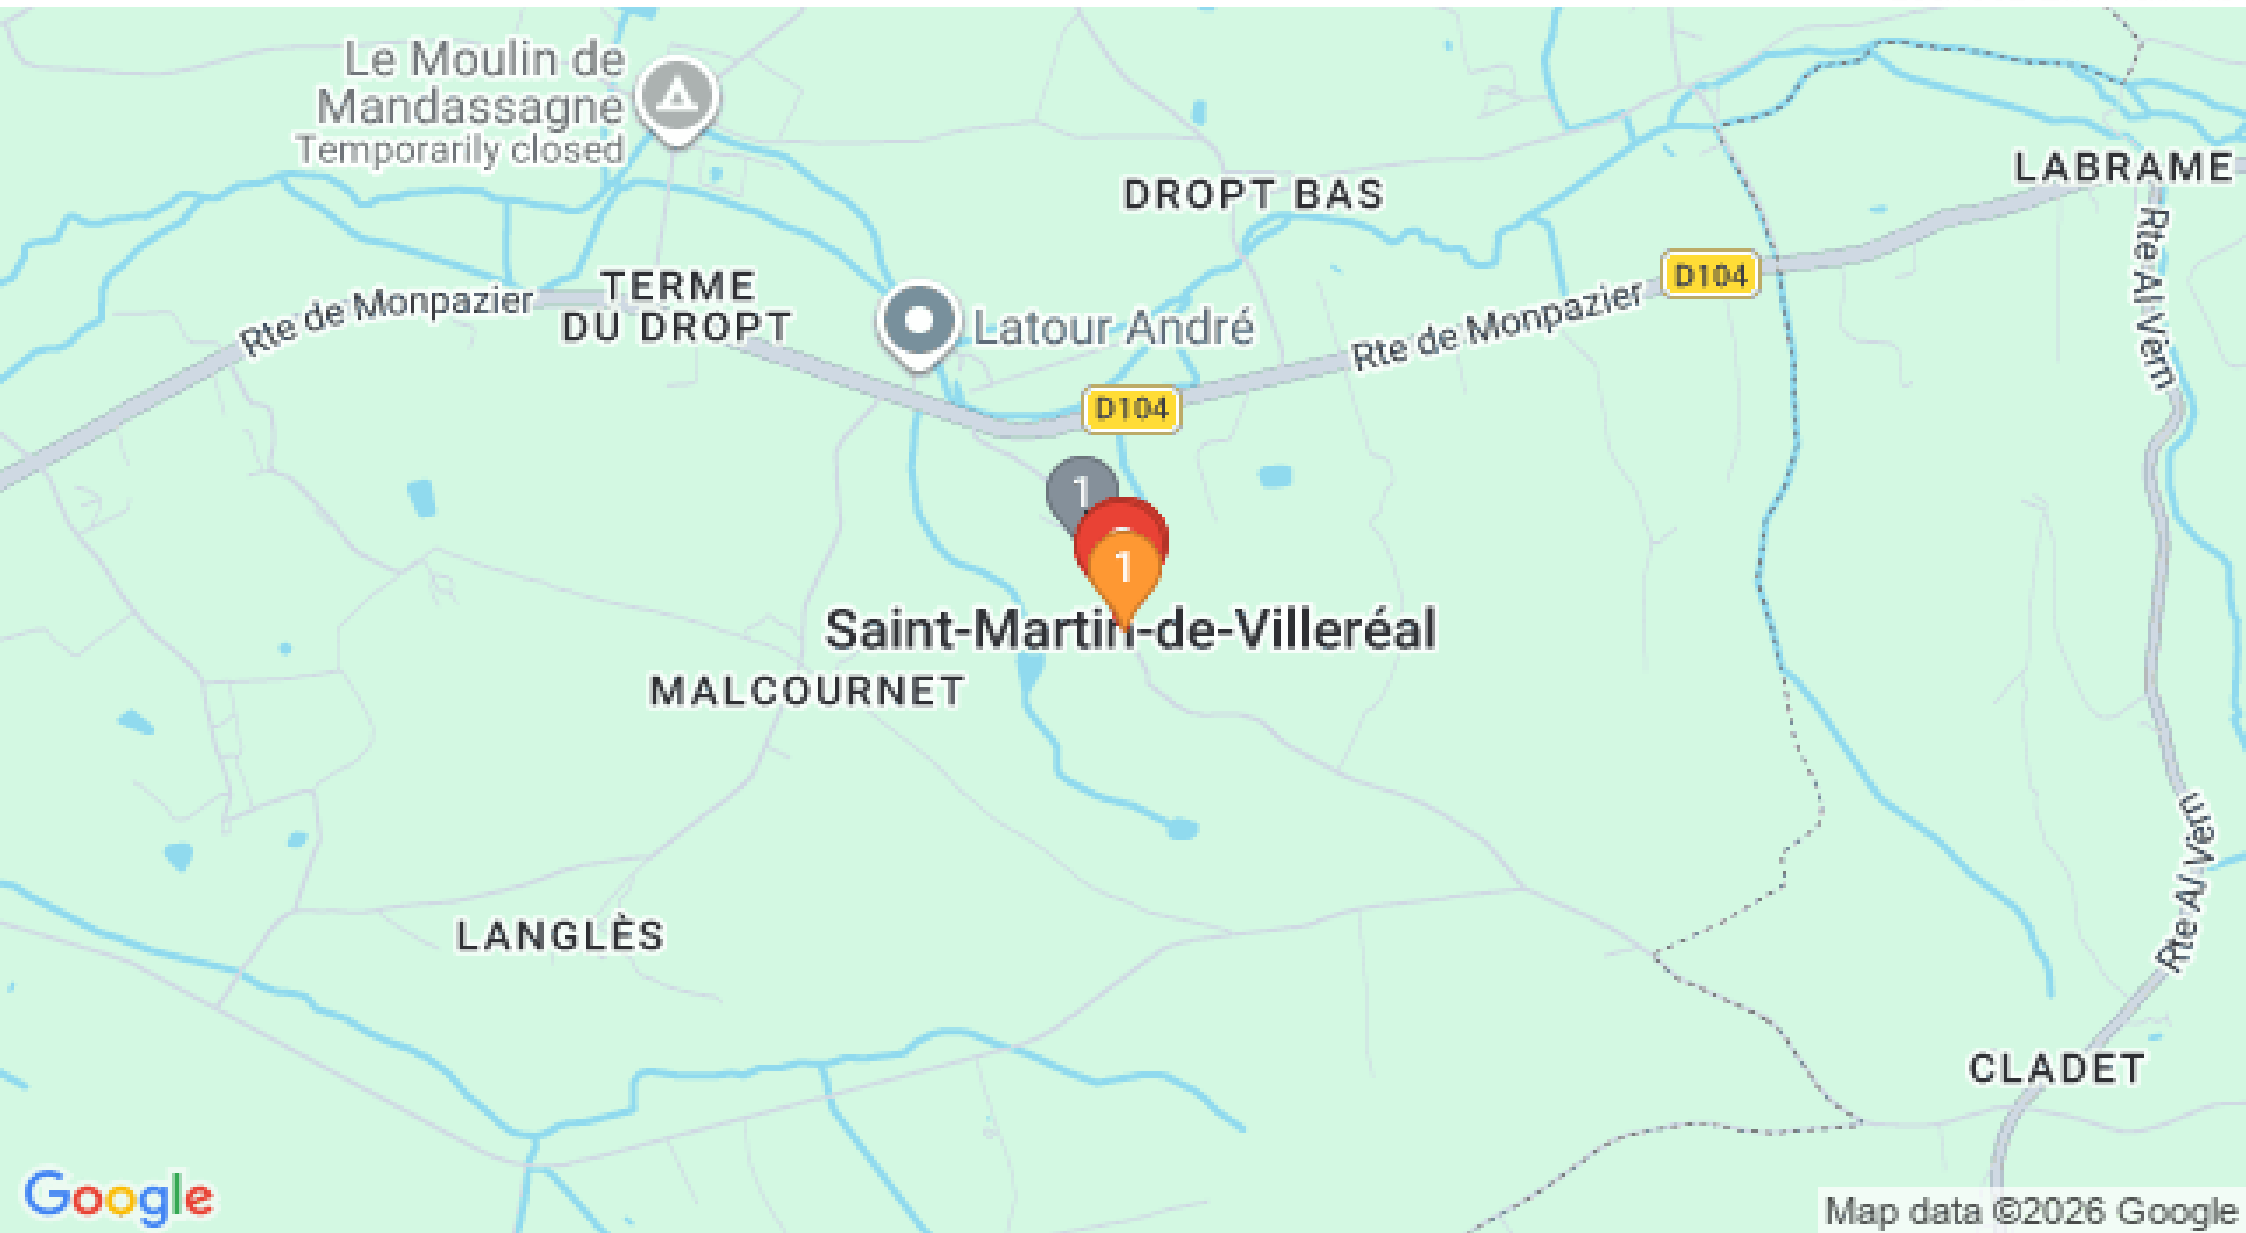 Le Moulin de
Mandassagne
Temporarily closed
DROPT BAS
LABRAME
Rte Al Vern
D104
Rte de Monpazier
TERME
DU DROPT
Latour André
Rte de Monpazier
D104
1
1
Saint-Martin-de-Villeréal
MALCOURNET
Rte Al Vern
LANGLÈS
CLADET
Google
Map data ©2026 Google